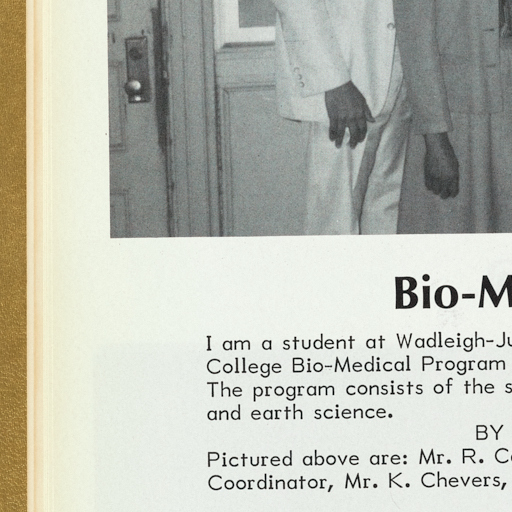 Bio-M
I am a student at Wadleigh-Ju
College Bio-Medical Program
The program consists of the s
and earth science.
BY
Pictured above are: Mr. R. C
Coordinator, Mr. K. Chevers,